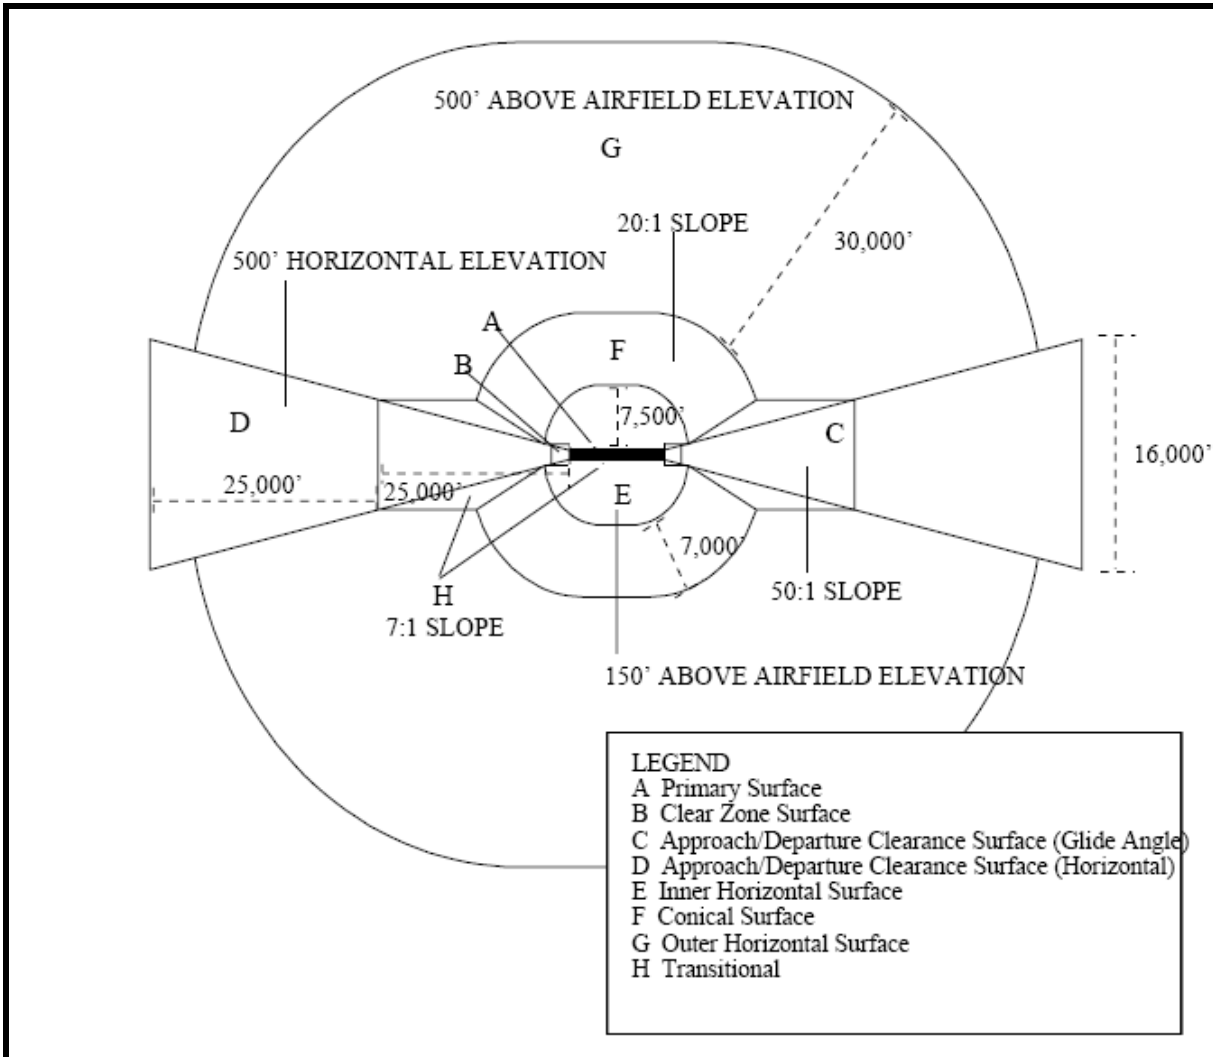 500’ ABOVE AIRFIELD ELEVATION
G
20:1 SLOPE
30,000’
500’ HORIZONTAL ELEVATION
A
F
B
7,500’
D
C
16,000’
25,000’
25,000’
E
7,000’
50:1 SLOPE
H
7:1 SLOPE
150’ ABOVE AIRFIELD ELEVATION
LEGEND
A Primary Surface
B Clear Zone Surface
C Approach/Departure Clearance Surface (Glide Angle)
D Approach/Departure Clearance Surface (Horizontal)
E Inner Horizontal Surface
F Conical Surface
G Outer Horizontal Surface
H Transitional